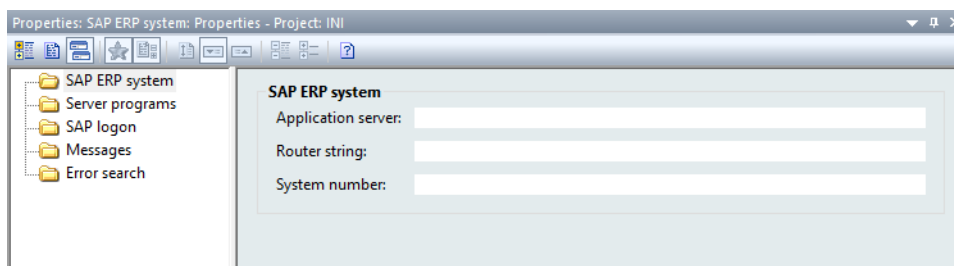 Properties: SAP ERP system: Properties - Project: INI
SAP ERP system
Server programs
SAP logon
Messages
Error search
SAP ERP system
Application server:
Router string:
System number: